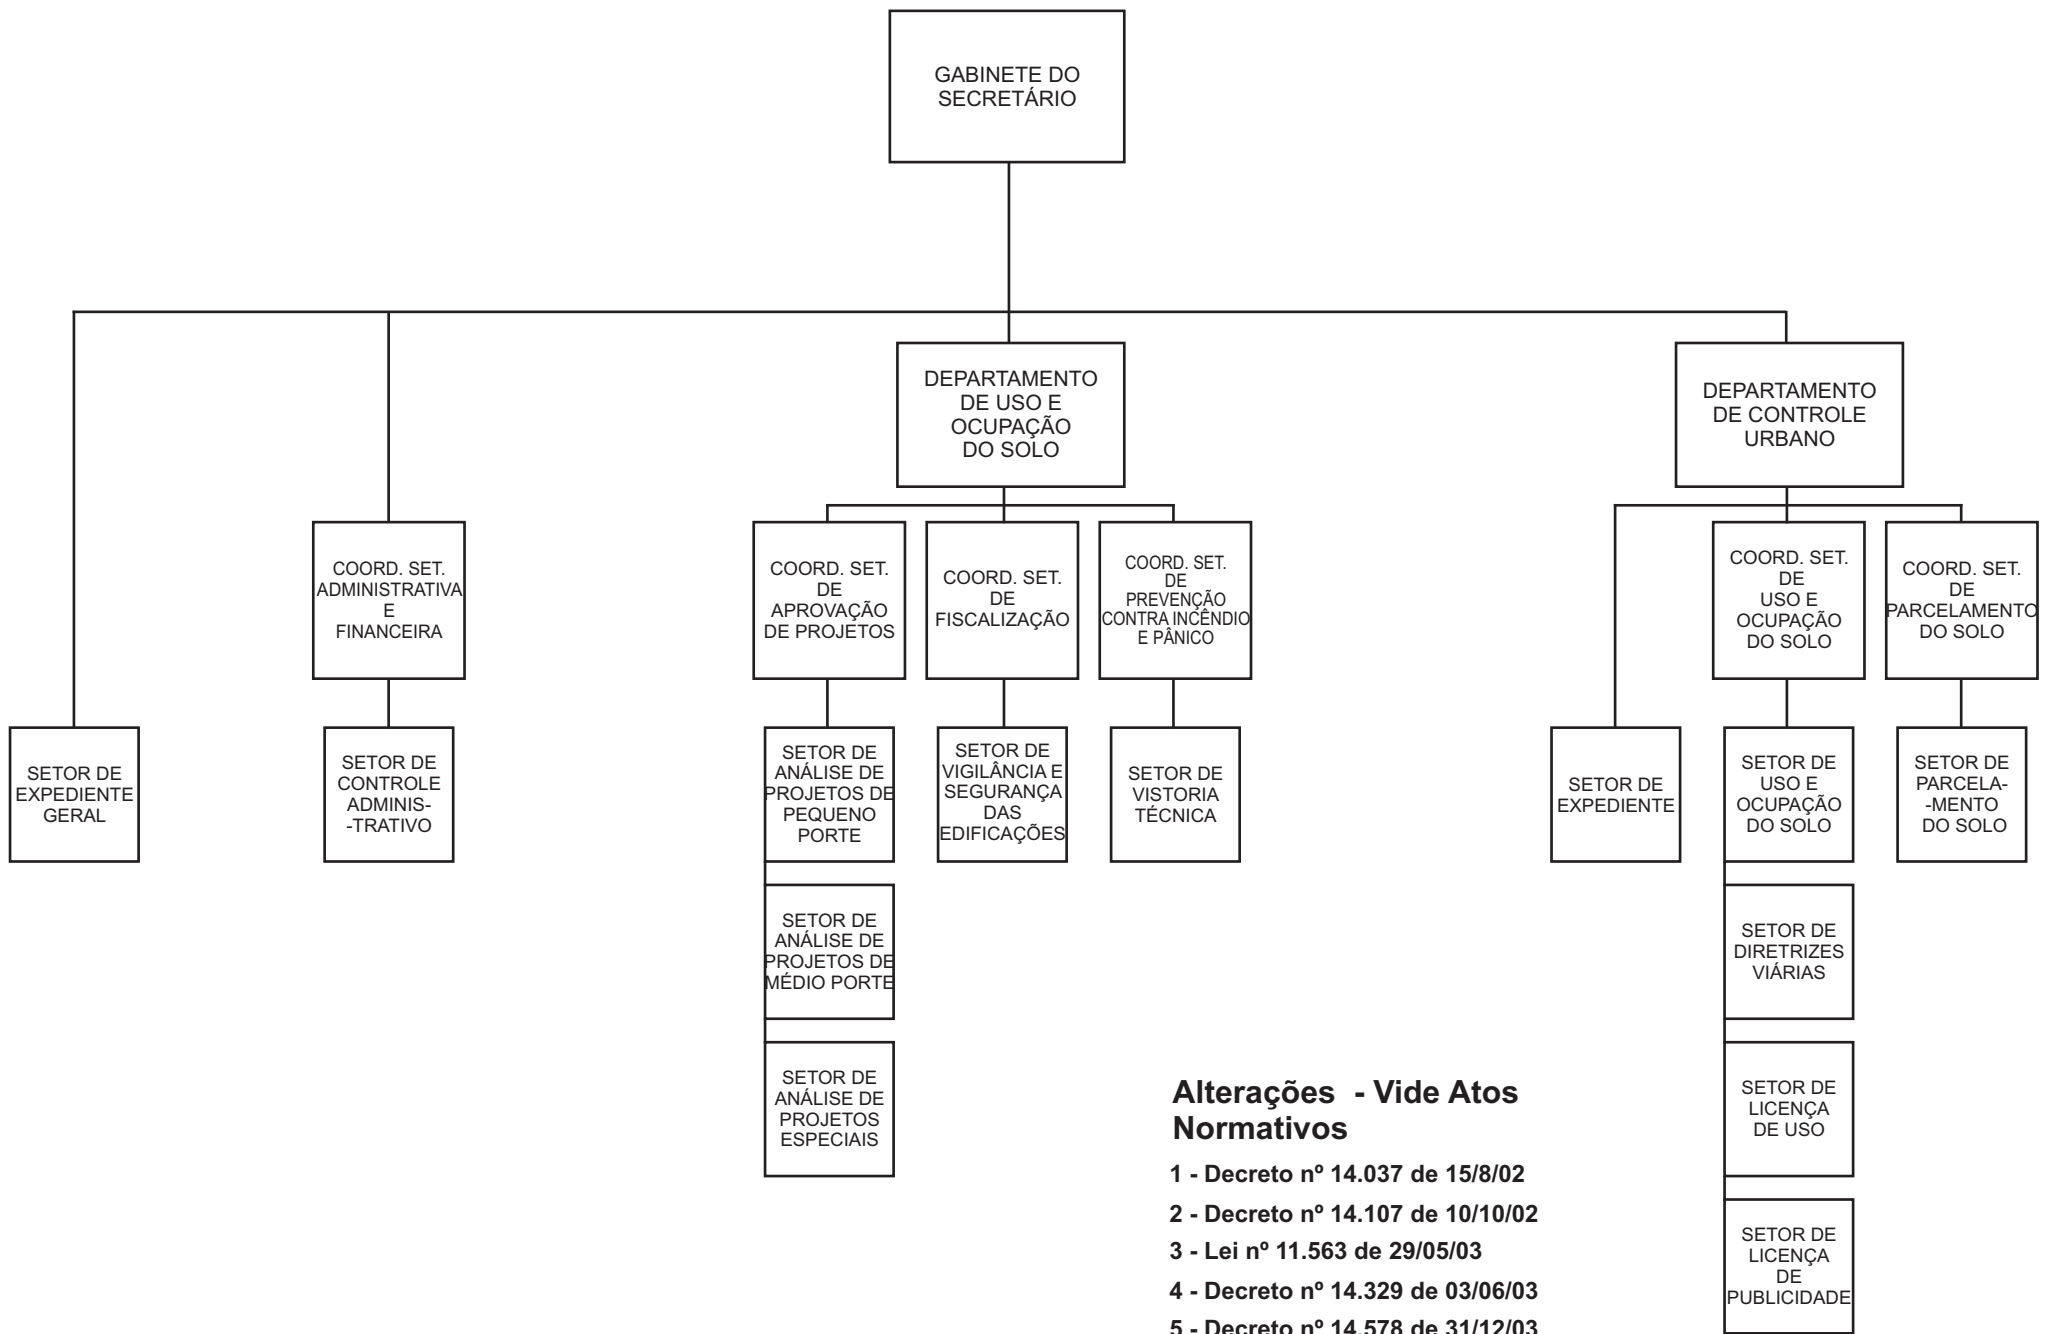 GABINETE DO
SECRETÁRIO
DEPARTAMENTO
DE USO E
OCUPAÇÃO
DO SOLO
DEPARTAMENTO
DE CONTROLE
URBANO
COORD. SET.
ADMINISTRATIVA
E
FINANCEIRA
COORD. SET.
DE
APROVAÇÃO
DE PROJETOS
COORD. SET.
DE
FISCALIZAÇÃO
COORD. SET.
DE
PREVENÇÃO
CONTRA INCÊNDIO
E PÂNICO
COORD. SET.
DE
USO E
OCUPAÇÃO
DO SOLO
COORD. SET.
DE
PARCELAMENTO
DO SOLO
SETOR DE
EXPEDIENTE
GERAL
SETOR DE
CONTROLE
ADMINIS-
-TRATIVO
SETOR DE
ANÁLISE DE
PROJETOS DE
PEQUENO
PORTE
SETOR DE
VIGILÂNCIA E
SEGURANÇA
DAS
EDIFICAÇÕES
SETOR DE
VISTORIA
TÉCNICA
SETOR DE
EXPEDIENTE
SETOR DE
USO E
OCUPAÇÃO
DO SOLO
SETOR DE
PARCELA-
-MENTO
DO SOLO
SETOR DE
ANÁLISE DE
PROJETOS DE
MÉDIO PORTE
SETOR DE
DIRETRIZES
VIÁRIAS
SETOR DE
ANÁLISE DE
PROJETOS
ESPECIAIS
SETOR DE
LICENÇA
DE USO
SETOR DE
LICENÇA
DE
PUBLICIDADE
Alterações - Vide Atos
Normativos
1 - Decreto nº 14.037 de 15/8/02
2 - Decreto nº 14.107 de 10/10/02
3 - Lei nº 11.563 de 29/05/03
4 - Decreto nº 14.329 de 03/06/03
5 - Decreto nº 14.578 de 31/12/03